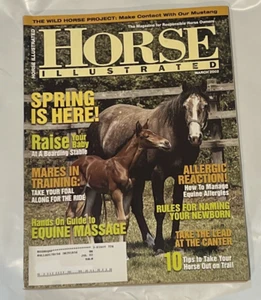 THE WILD HORSE PROJECT: Make Contact With Our Mustang
HORSE ILLUSTRATED
The Magazine for Responsible Horse Owners
HORSE
ILLUSTRATED
MARCH
SPRING
IS HERE!
Raise Your Baby
At A Boarding Stable
MARES IN
TRAINING:
TAKE YOUR FOAL
ALONG FOR THE RIDE
Hands On Guide to
EQUINE MASSAGE
ALLERGIC
REACTION!
How To Manage
Equine Allergies
RULES FOR NAMING
YOUR NEWBORN
TAKE THE LEAD
AT THE CANTER
10 Tips to Take Your
Horse Out on Trail